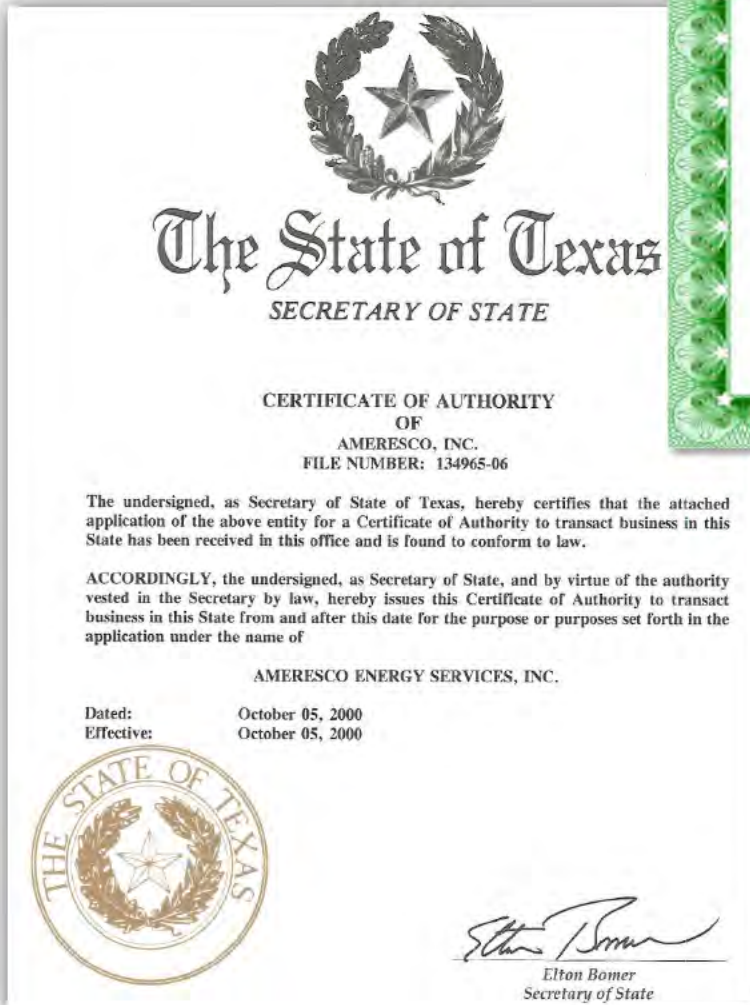 The State of Texas
SECRETARY OF STATE
CERTIFICATE OF AUTHORITY
OF
AMERESCO, INC.
FILE NUMBER: 134965-06
The undersigned, as Secretary of State of Texas, hereby certifies that the attached
application of the above entity for a Certificate of Authority to transact business in this
State has been received in this office and is found to conform to law.
ACCORDINGLY, the undersigned, as Secretary of State, and by virtue of the authority
vested in the Secretary by law, hereby issues this Certificate of Authority to transact
business in this State from and after this date for the purpose or purposes set forth in the
application under the name of
AMERESCO ENERGY SERVICES, INC.
Dated: October 05, 2000
Effective: October 05, 2000
THE STATE OF TEXAS
Elton Bomer
Elton Bomer
Secretary of State